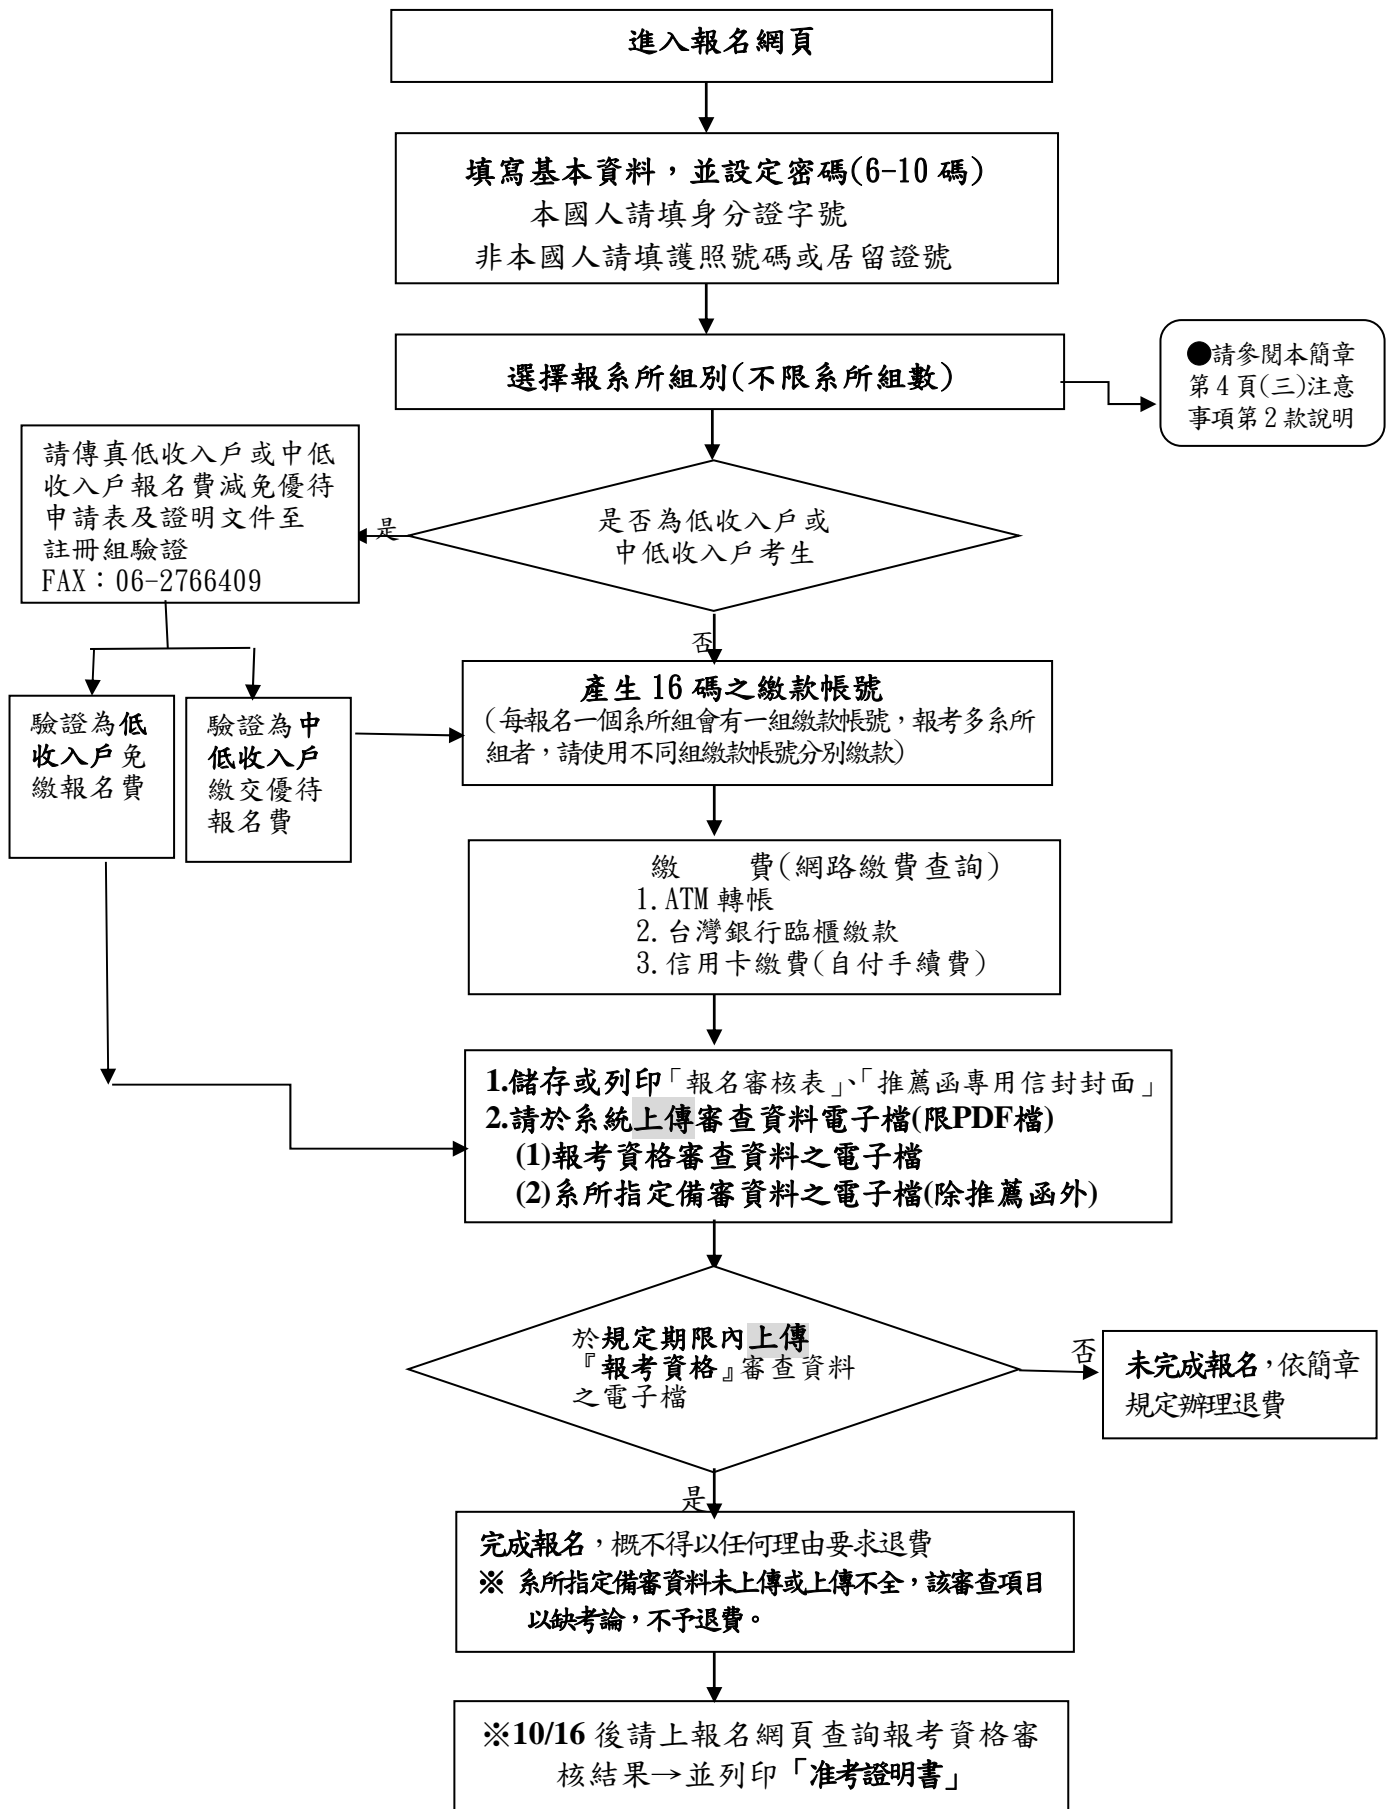 進入報名網頁
填寫基本資料，並設定密碼(6-10 碼)
本國人請填身分證字號
非本國人請填護照號碼或居留證號
選擇報系所組別(不限系所組數)
●請參閱本簡章
第 4 頁(三)注意
事項第 2 款說明
請傳真低收入戶或中低
收入戶報名費減免優待
申請表及證明文件至
註冊組驗證
FAX：06-2766409
是
是否為低收入戶或
中低收入戶考生
否
驗證為低
收入戶免
繳報名費
驗證為中
低收入戶
繳交優待
報名費
產生 16 碼之繳款帳號
(每報名一個系所組會有一組繳款帳號，報考多系所
組者，請使用不同組繳款帳號分別繳款)
繳　　費(網路繳費查詢)
1. ATM 轉帳
2. 台灣銀行臨櫃繳款
3. 信用卡繳費(自付手續費)
1.儲存或列印「報名審核表」、「推薦函專用信封封面」
2.請於系統上傳審查資料電子檔(限PDF檔)
(1)報考資格審查資料之電子檔
(2)系所指定備審資料之電子檔(除推薦函外)
於規定期限內上傳
『報考資格』審查資料
之電子檔
否
未完成報名，依簡章
規定辦理退費
是
完成報名，概不得以任何理由要求退費
※ 系所指定備審資料未上傳或上傳不全，該審查項目
以缺考論，不予退費。
※10/16 後請上報名網頁查詢報考資格審
核結果→並列印「准考證明書」